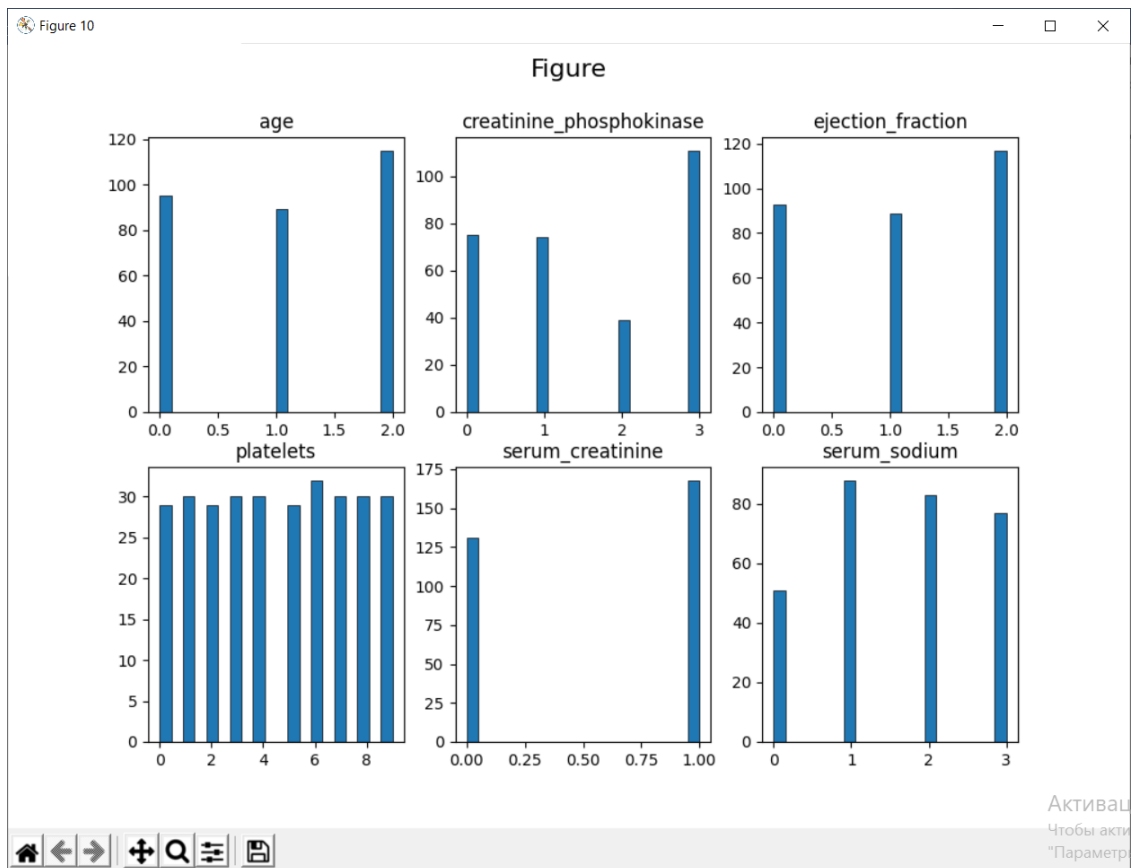 Figure 10
Figure
age
creatinine_phosphokinase
ejection_fraction
120
100
80
60
40
20
0
0.0 0.5 1.0 1.5 2.0
100
80
60
40
20
0
0 1 2 3
120
100
80
60
40
20
0
0.0 0.5 1.0 1.5 2.0
platelets
serum_creatinine
serum_sodium
30
25
20
15
10
5
0
0 2 4 6 8
175
150
125
100
75
50
25
0
0.00 0.25 0.50 0.75 1.00
80
60
40
20
0
0 1 2 3
Активац
Чтобы акти
"Параметр